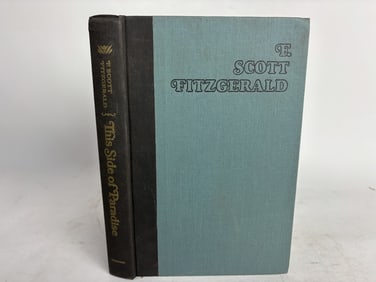 F. SCOTT
FITZGERALD
This Side of Paradise
F.
SCOTT
FITZGERALD